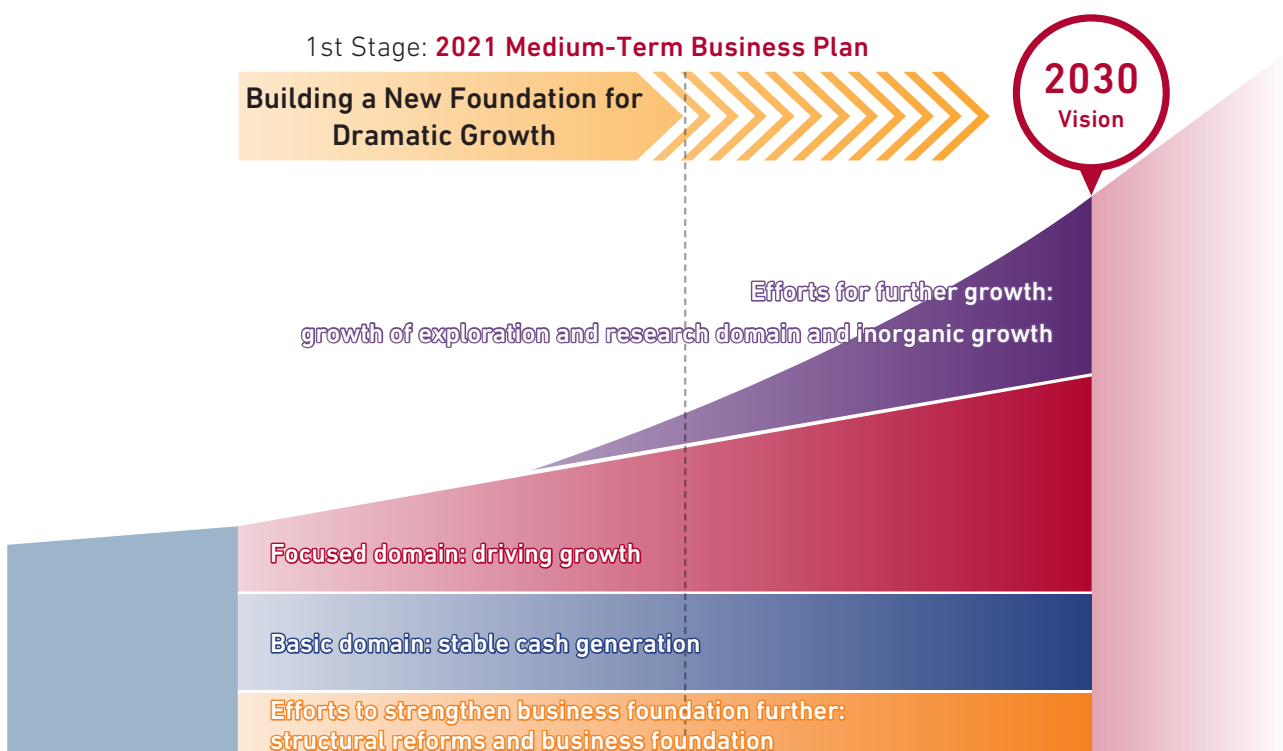 1st Stage: 2021 Medium-Term Business Plan
Building a New Foundation for
Dramatic Growth
2030
Vision
Efforts for further growth:
growth of exploration and research domain and inorganic growth
Focused domain: driving growth
Basic domain: stable cash generation
Efforts to strengthen business foundation further:
structural reforms and business foundation